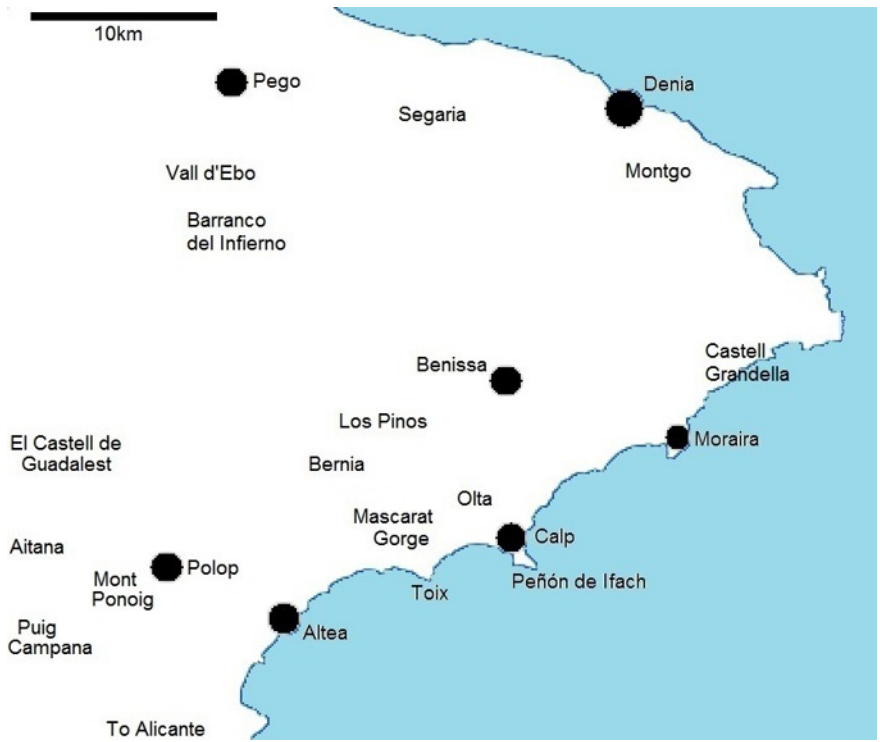 10km
Pego
Denia
Segaria
Vall d'Ebo
Montgo
Barranco
del Infierno
Castell
Grandella
Benissa
Los Pinos
Moraira
El Castell de
Guadalest
Bernia
Olta
Mascarat
Gorge
Calp
Aitana
Polop
Mont
Ponoig
Peñón de Ifach
Toix
Puig
Campana
Altea
To Alicante